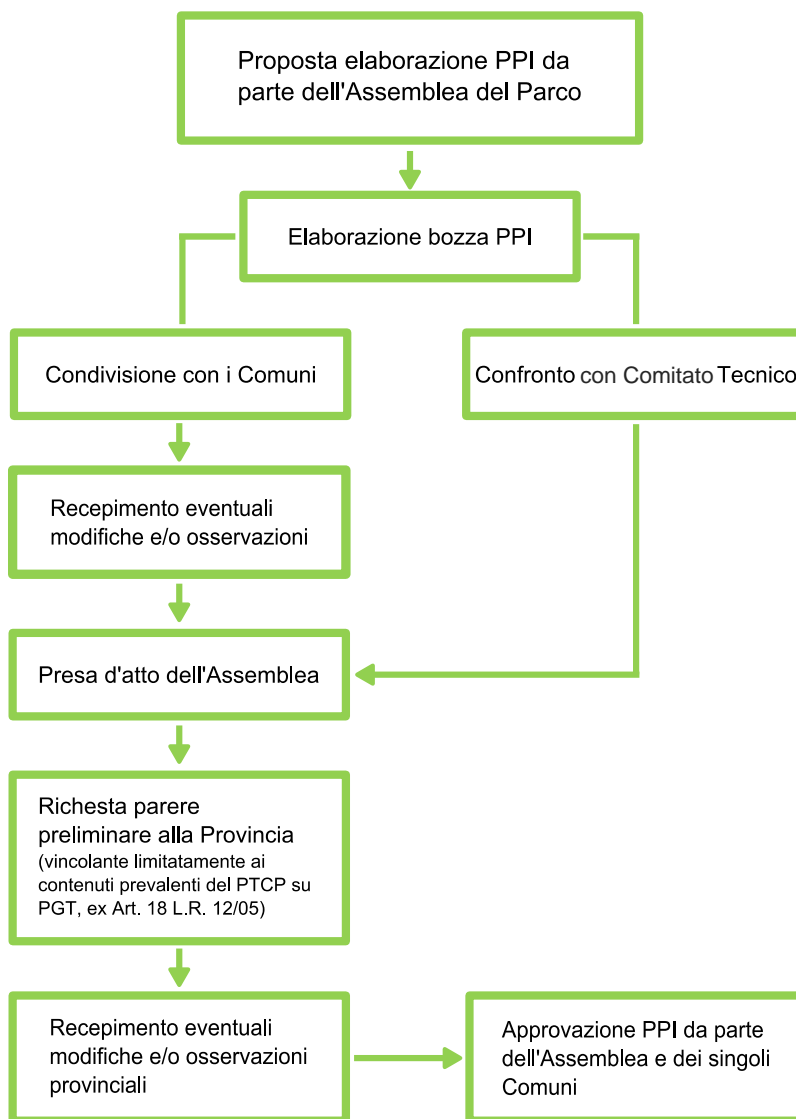 Proposta elaborazione PPI da
parte dell'Assemblea del Parco
Elaborazione bozza PPI
Condivisione con i Comuni
Confronto con Comitato Tecnico
Recepimento eventuali
modifiche e/o osservazioni
Presa d'atto dell'Assemblea
Richesta parere
preliminare alla Provincia
(vincolante limitatamente ai
contenuti prevalenti del PTCP su
PGT, ex Art. 18 L.R. 12/05)
Recepimento eventuali
modifiche e/o osservazioni
provinciali
Approvazione PPI da parte
dell'Assemblea e dei singoli
Comuni